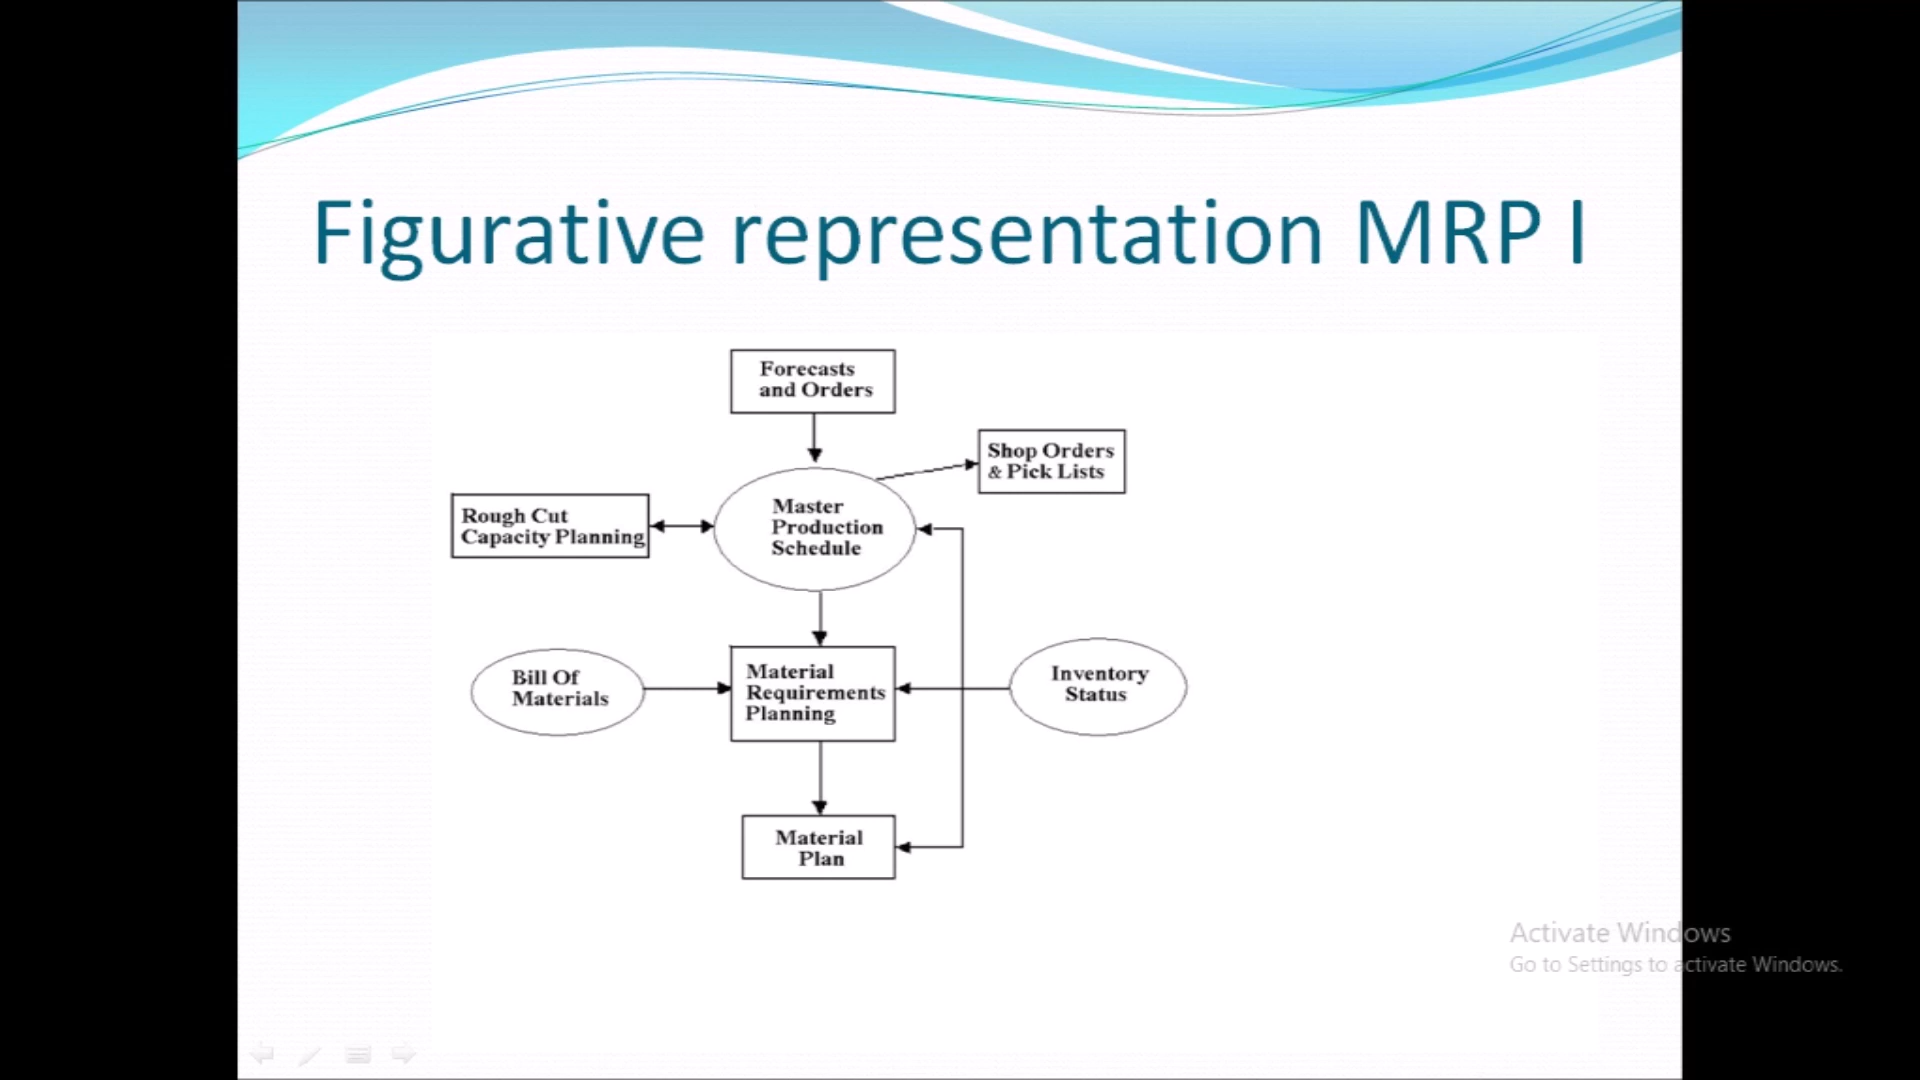 Figurative representation MRP I
Forecasts
and Orders
Shop Orders
& Pick Lists
Master
Production
Schedule
Rough Cut
Capacity Planning
Bill Of
Materials
Material
Requirements
Planning
Inventory
Status
Material
Plan
Activate Windows
Go to Settings to activate Windows.